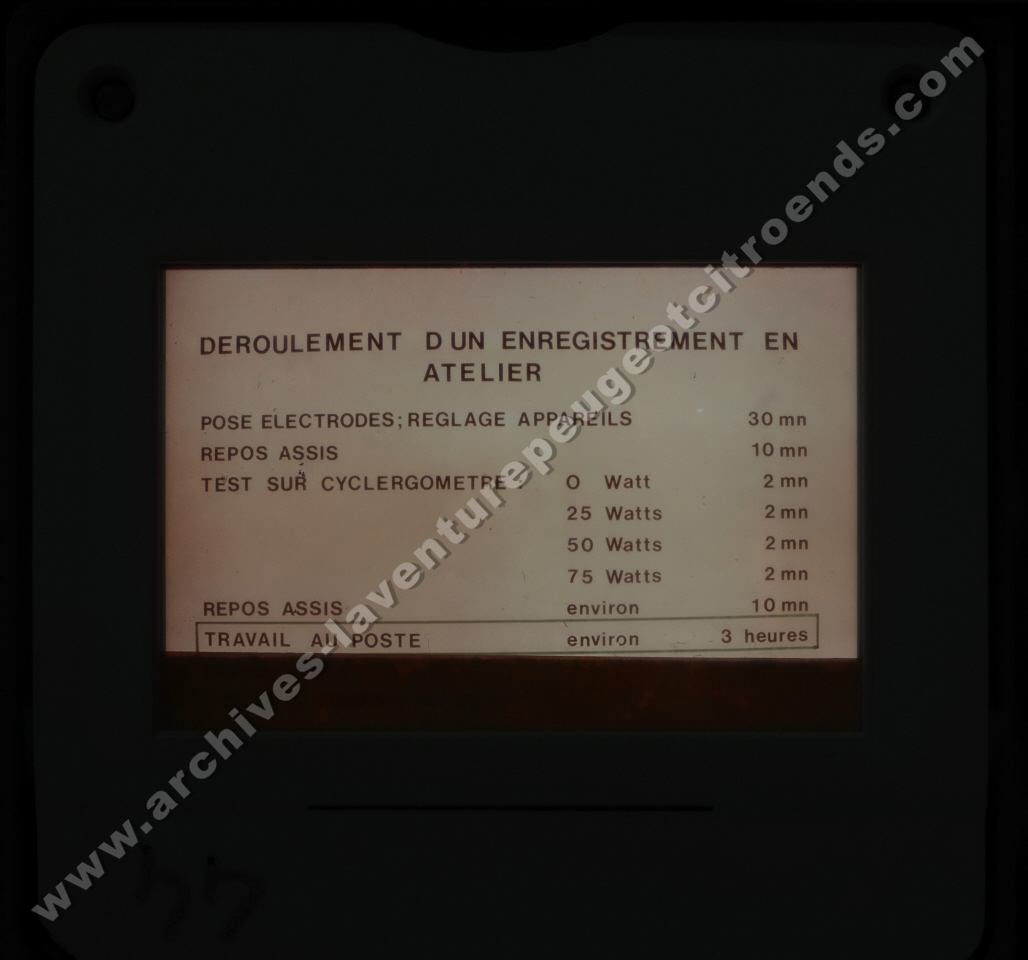 DEROULEMENT D UN ENREGISTREMENT EN
ATELIER
POSE ELECTRODES; REGLAGE APPAREILS 30 mn
REPOS ASSIS 10 mn
TEST SUR CYCLERGOMETRE : O Watt 2 mn
25 Watts 2 mn
50 Watts 2 mn
75 Watts 2 mn
REPOS ASSIS environ 10 mn
TRAVAIL AU POSTE environ 3 heures
44
www.archives-laventurepeugeotcitroends.com